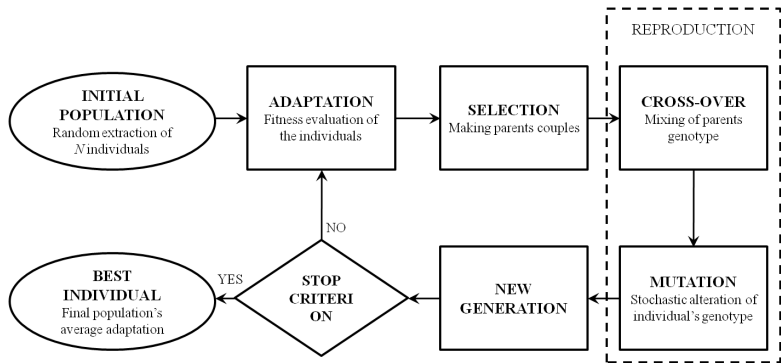 REPRODUCTION
INITIAL
POPULATION
Random extraction of
N individuals
ADAPTATION
Fitness evaluation of
the individuals
SELECTION
Making parents couples
CROSS-OVER
Mixing of parents
genotype
NO
YES
BEST
INDIVIDUAL
Final population's
average adaptation
STOP
CRITERI
ON
NEW
GENERATION
MUTATION
Stochastic alteration of
individual's genotype